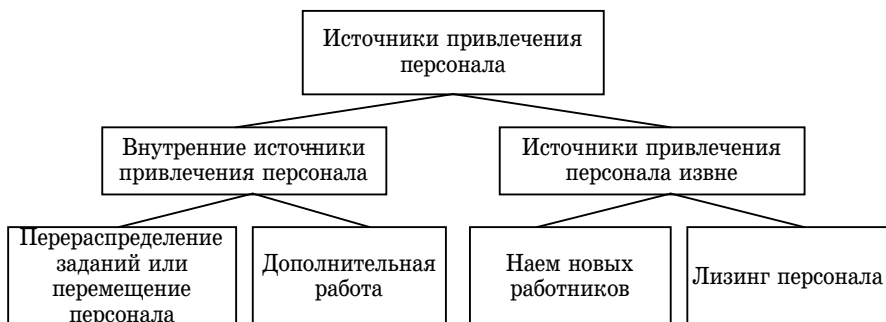 Источники привлечения
персонала
Внутренние источники
привлечения персонала
Источники привлечения
персонала извне
Перераспределение
заданий или
перемещение
персонала
Дополнительная
работа
Наем новых
работников
Лизинг персонала